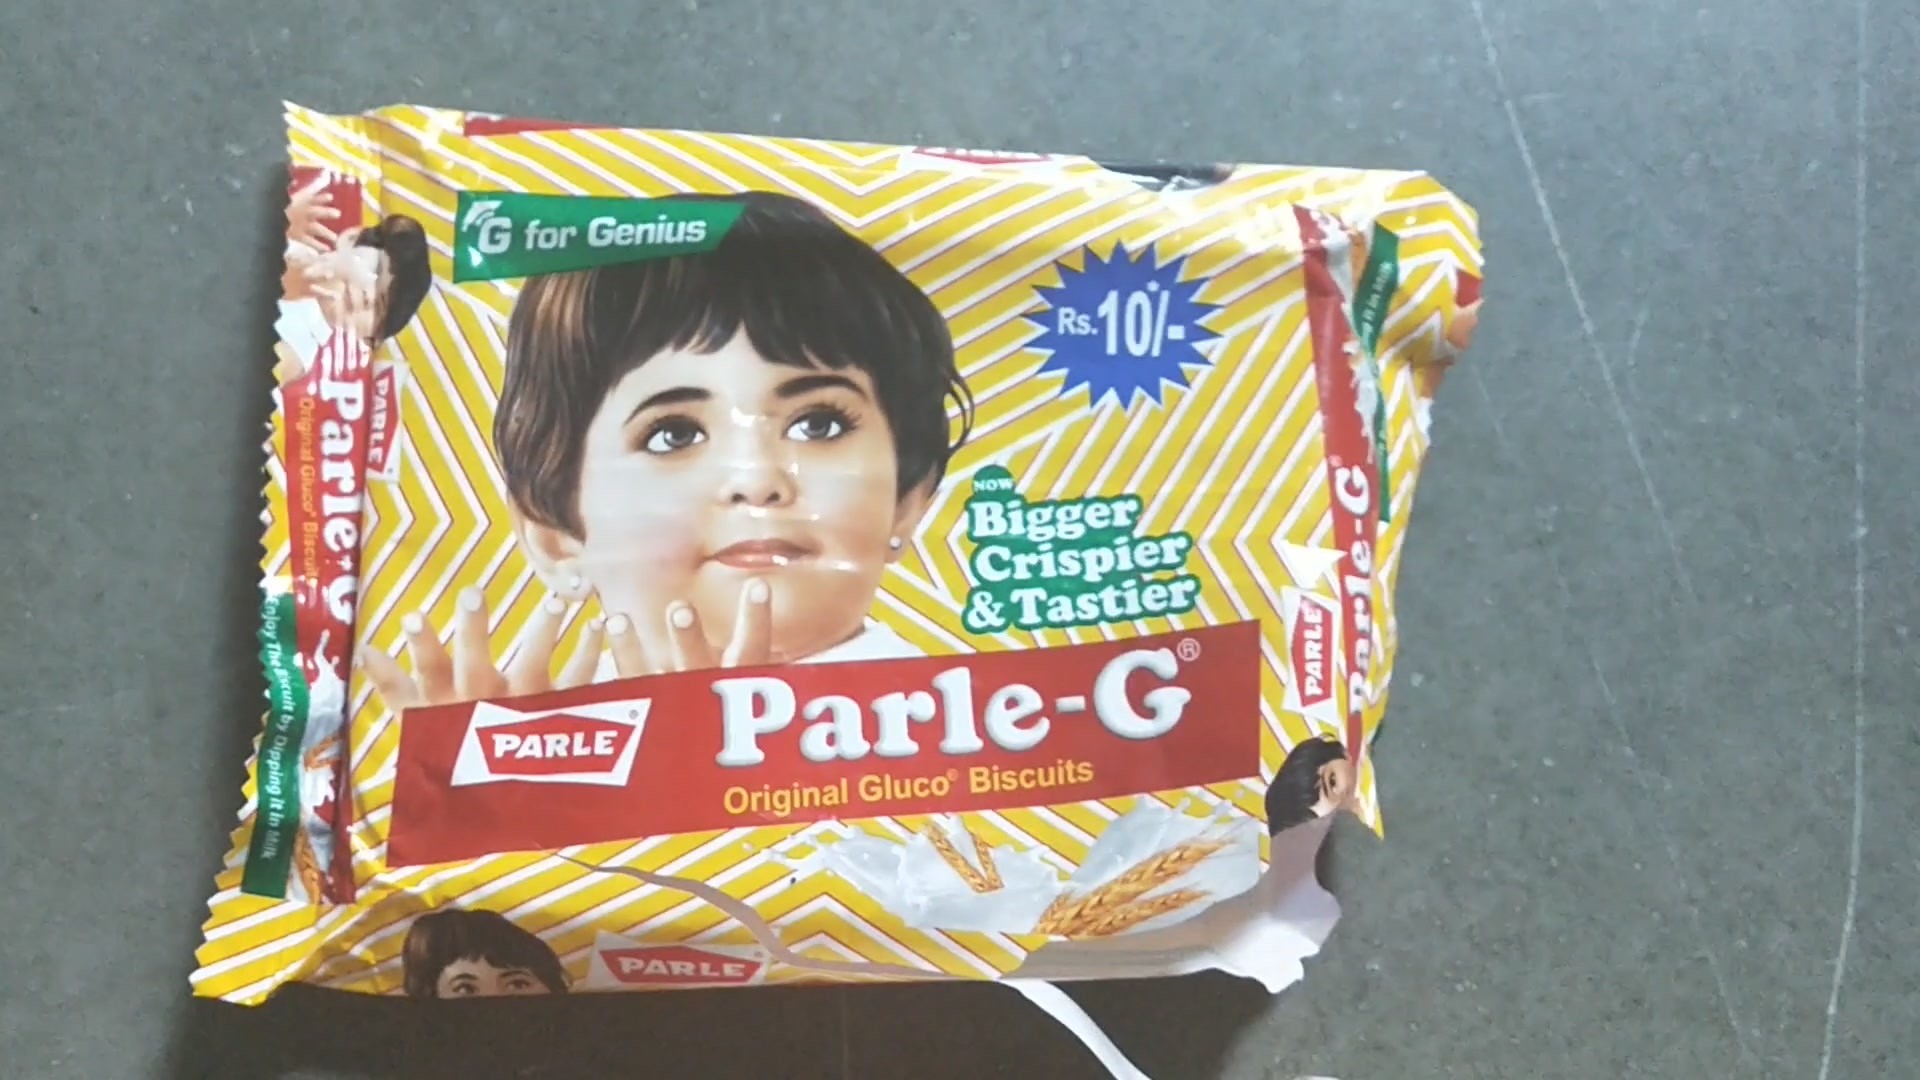 G for Genius
Rs.10*/-
NOW
Bigger
Crispier
& Tastier
PARLE®
Parle-G®
Original Gluco® Biscuits
PARLE
Parle-G
Original Gluco® Biscuits
Enjoy The Biscuit by Dipping it in Milk
PARLE
Parle-G
PARLE